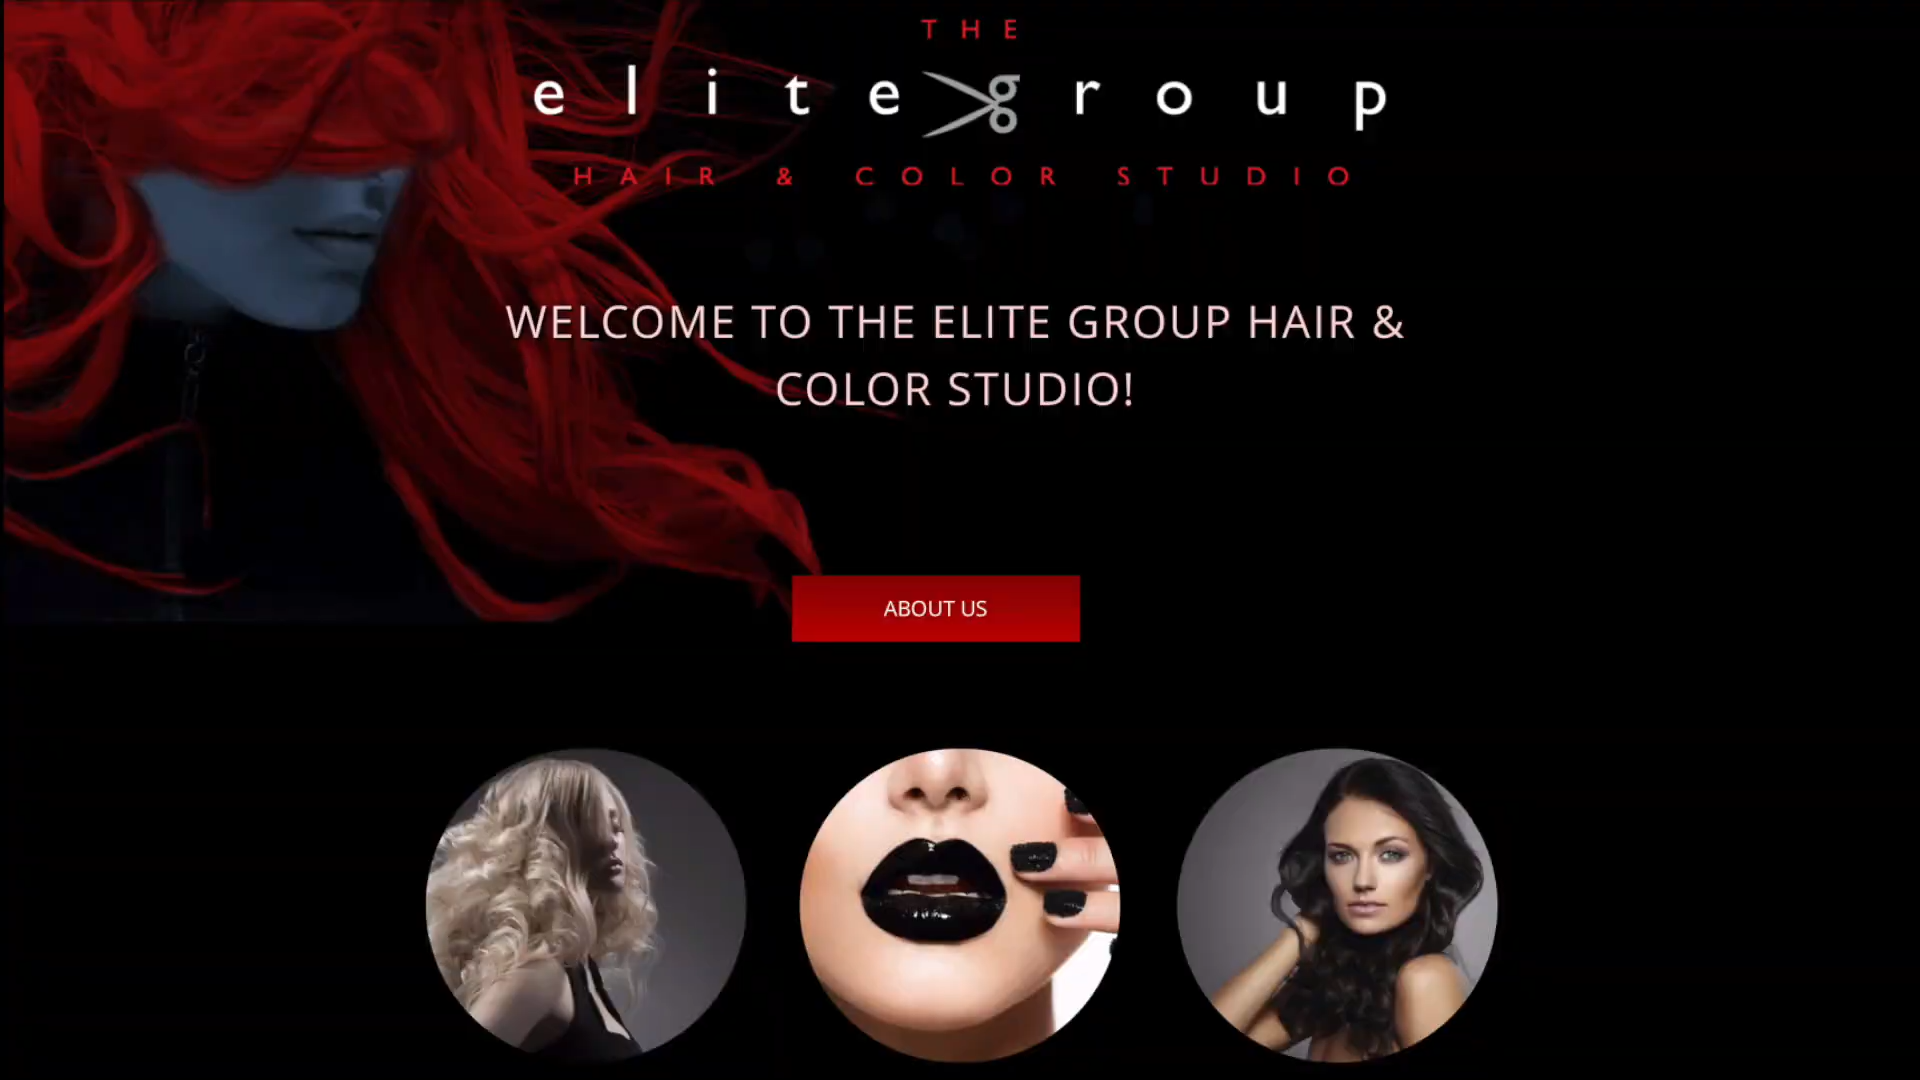 THE
elitegroup
HAIR & COLOR STUDIO
WELCOME TO THE ELITE GROUP HAIR &
COLOR STUDIO!
ABOUT US